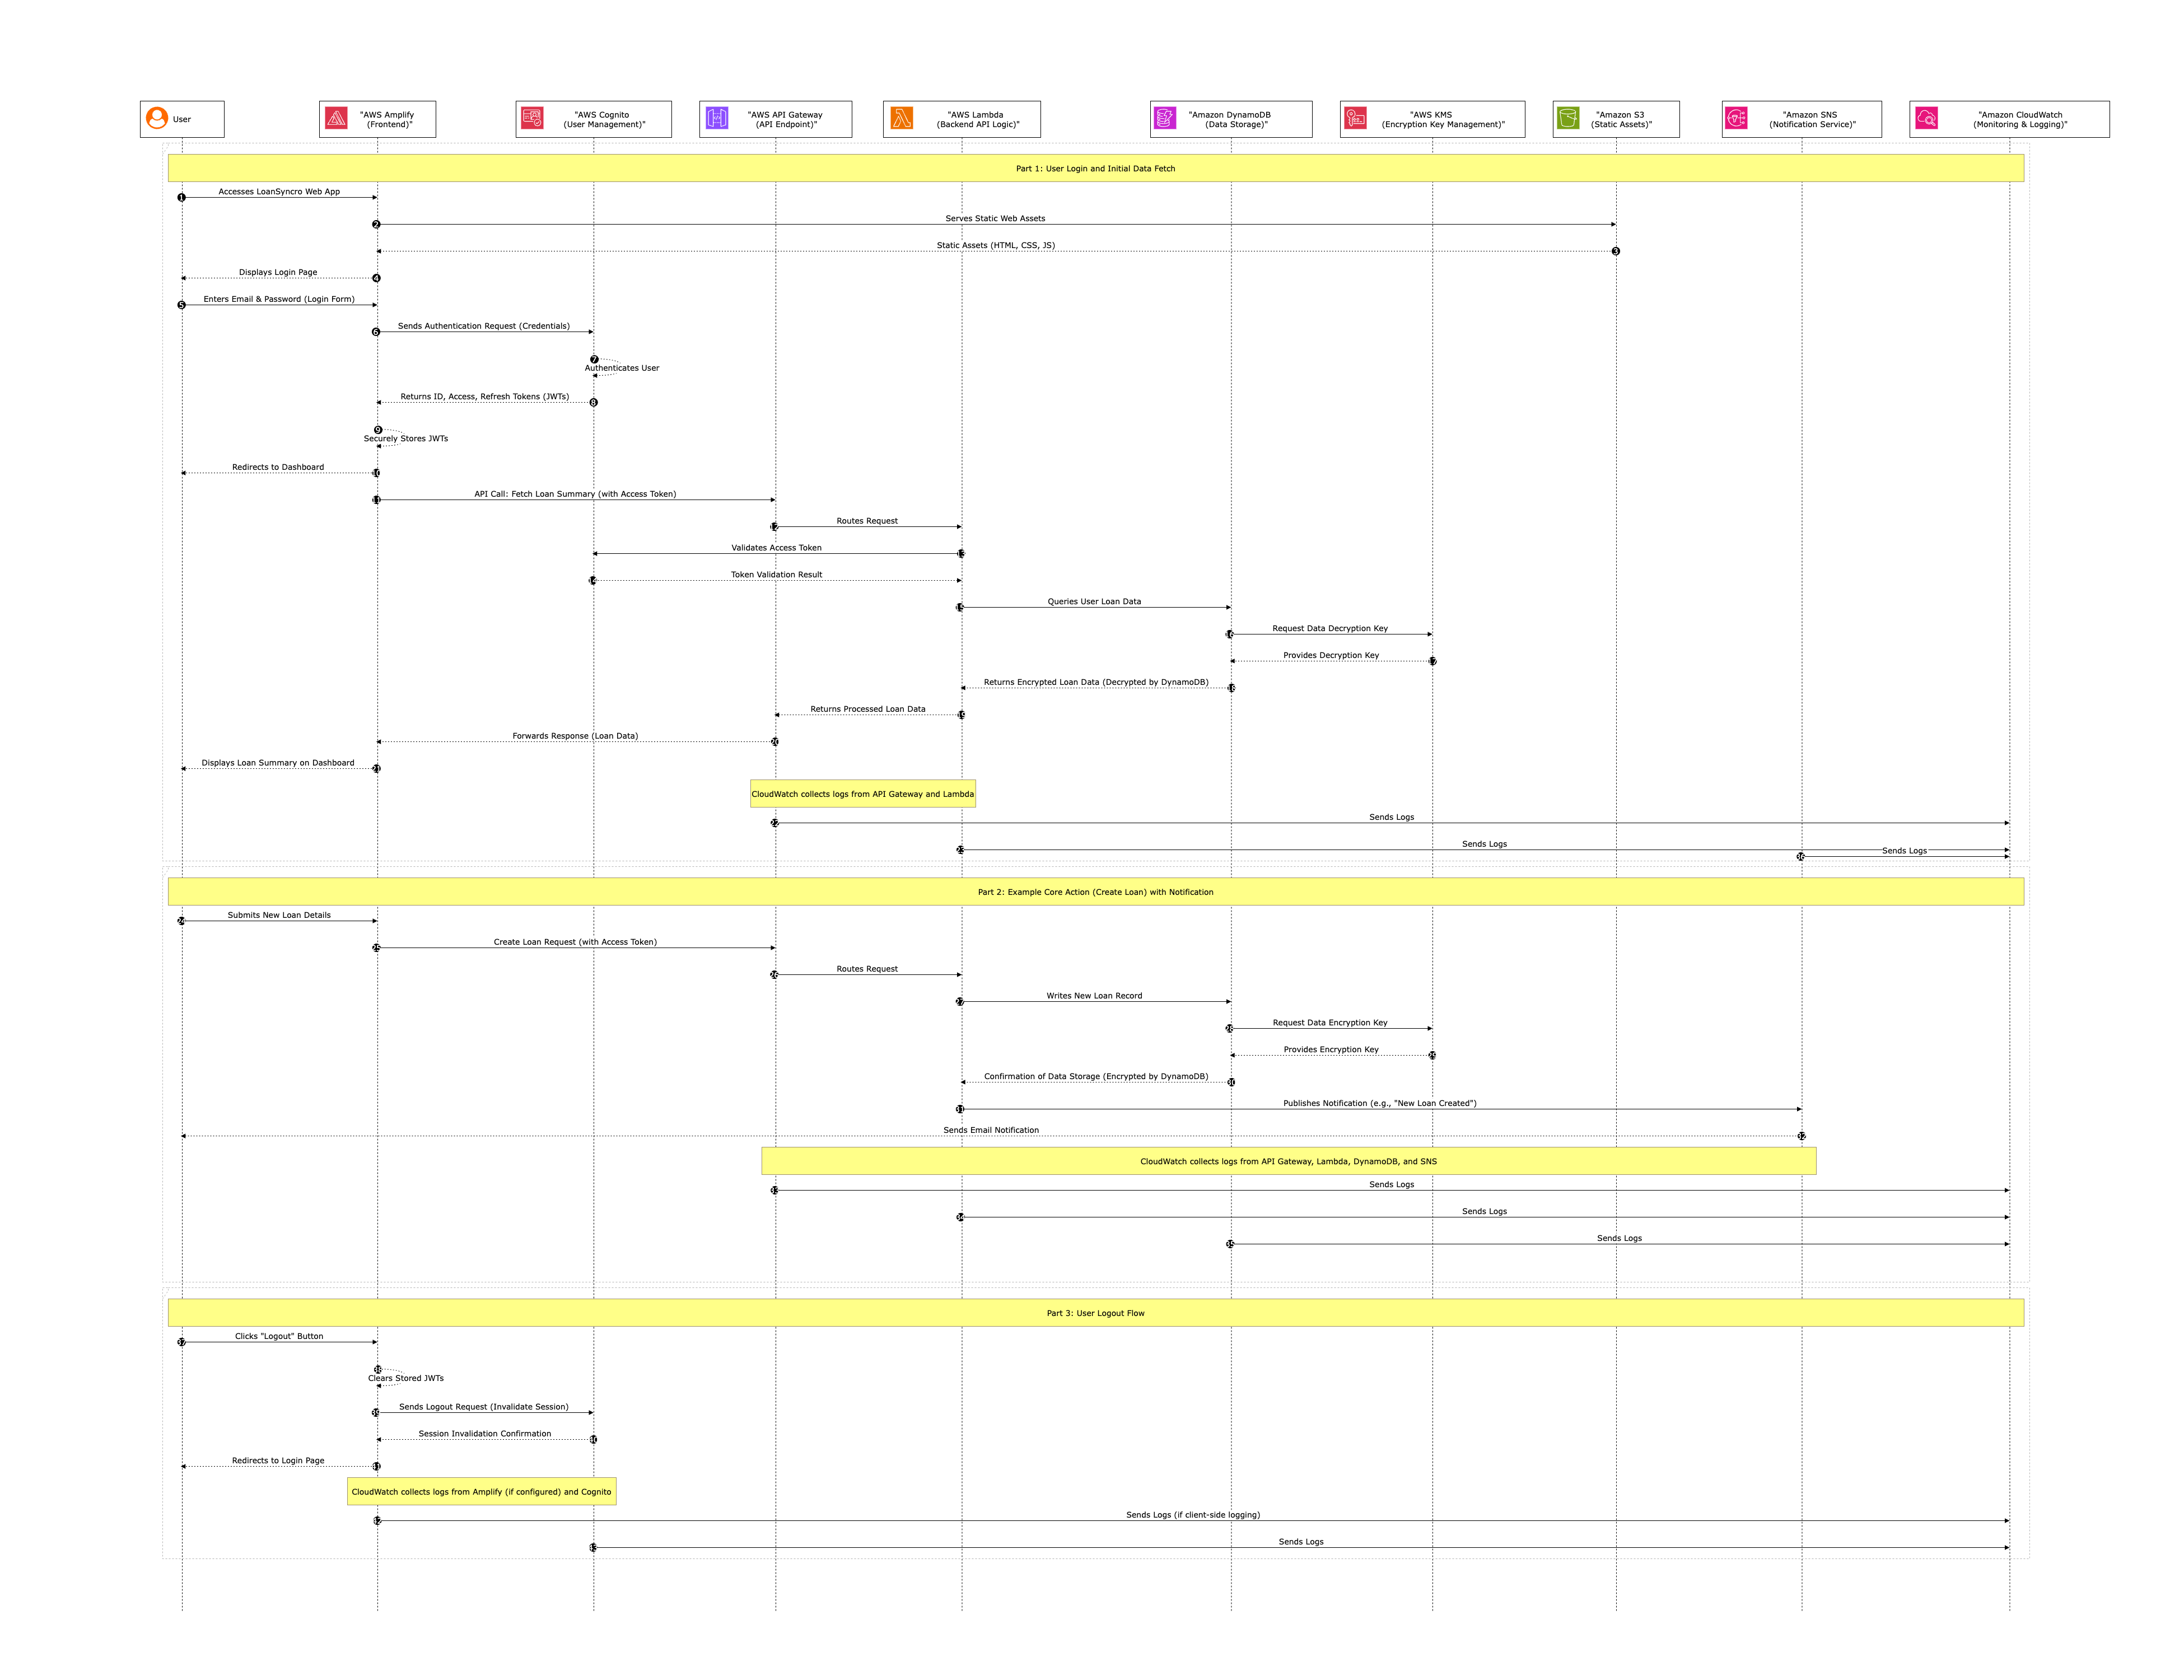 User
"AWS Amplify
(Frontend)"
"AWS Cognito
(User Management)"
"AWS API Gateway
(API Endpoint)"
"AWS Lambda
(Backend API Logic)"
"Amazon DynamoDB
(Data Storage)"
"AWS KMS
(Encryption Key Management)"
"Amazon S3
(Static Assets)"
"Amazon SNS
(Notification Service)"
"Amazon CloudWatch
(Monitoring & Logging)"
Part 1: User Login and Initial Data Fetch
1
Accesses LoanSyncro Web App
2
Serves Static Web Assets
Static Assets (HTML, CSS, JS)
3
Displays Login Page
4
5
Enters Email & Password (Login Form)
6
Sends Authentication Request (Credentials)
7
Authenticates User
Returns ID, Access, Refresh Tokens (JWTs)
8
9
Securely Stores JWTs
Redirects to Dashboard
10
11
API Call: Fetch Loan Summary (with Access Token)
12
Routes Request
Validates Access Token
13
14
Token Validation Result
15
Queries User Loan Data
16
Request Data Decryption Key
Provides Decryption Key
17
Returns Encrypted Loan Data (Decrypted by DynamoDB)
18
Returns Processed Loan Data
19
Forwards Response (Loan Data)
20
Displays Loan Summary on Dashboard
21
CloudWatch collects logs from API Gateway and Lambda
22
Sends Logs
23
Sends Logs
36
Sends Logs
Part 2: Example Core Action (Create Loan) with Notification
24
Submits New Loan Details
25
Create Loan Request (with Access Token)
26
Routes Request
27
Writes New Loan Record
28
Request Data Encryption Key
Provides Encryption Key
29
Confirmation of Data Storage (Encrypted by DynamoDB)
30
31
Publishes Notification (e.g., "New Loan Created")
Sends Email Notification
32
CloudWatch collects logs from API Gateway, Lambda, DynamoDB, and SNS
33
Sends Logs
34
Sends Logs
35
Sends Logs
Part 3: User Logout Flow
37
Clicks "Logout" Button
38
Clears Stored JWTs
39
Sends Logout Request (Invalidate Session)
Session Invalidation Confirmation
40
Redirects to Login Page
41
CloudWatch collects logs from Amplify (if configured) and Cognito
42
Sends Logs (if client-side logging)
43
Sends Logs